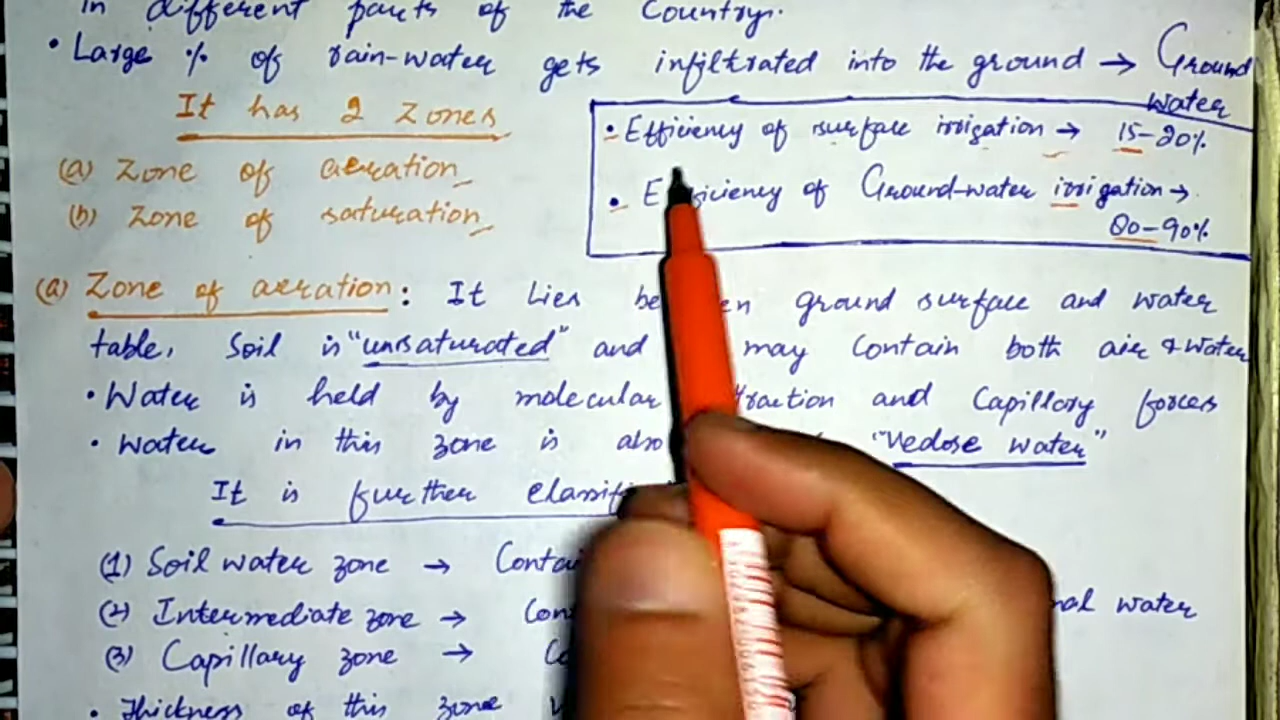 in different parts of the Country.
• Large % of rain-water gets infiltrated into the ground → Ground
water
It has 2 Zones
• Efficiency of surface irrigation → 15-20%
(a) Zone of aeration
• Efficiency of Ground-water irrigation →
80-90%
(b) Zone of saturation
(a) Zone of aeration: It lies ground surface and water
table, Soil is "unsaturated" and may contain both air & water
• Water is held by molecular and Capillary forces
• Water in this zone is also "Vedose water"
It is further
(1) Soil water zone →
(2) Intermediate zone → water
(3) Capillary zone →
• Thickness of this zone